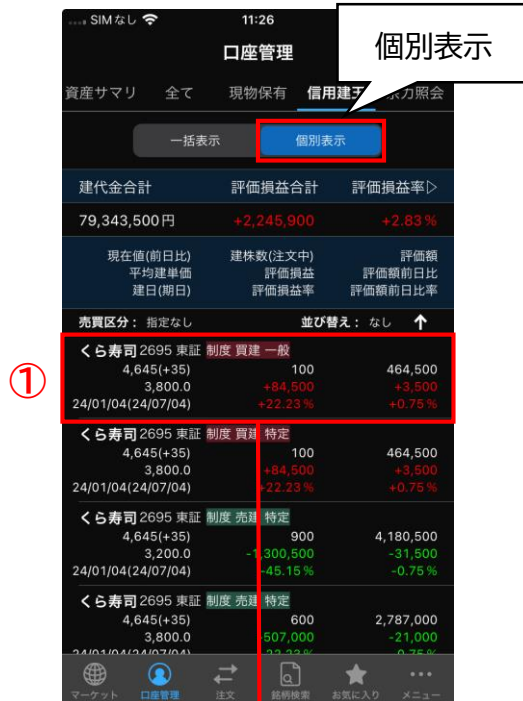 SIMなし
11:26
口座管理
個別表示
資産サマリ 全て 現物保有 信用建玉 余力照会
一括表示 個別表示
建代金合計 評価損益合計 評価損益率▷
79,343,500円 +2,245,900 +2.83%
現在値(前日比) 建株数(注文中) 評価額
平均建単価 評価損益 評価額前日比
建日(期日) 評価損益率 評価額前日比率
売買区分: 指定なし 並び替え: なし ↑
①
くら寿司 2695 東証 制度 買建 一般
4,645(+35) 100 464,500
3,800.0 +84,500 +3,500
24/01/04(24/07/04) +22.23% +0.75%
くら寿司 2695 東証 制度 買建 特定
4,645(+35) 100 464,500
3,800.0 +84,500 +3,500
24/01/04(24/07/04) +22.23% +0.75%
くら寿司 2695 東証 制度 売建 特定
4,645(+35) 900 4,180,500
3,200.0 -1,300,500 -31,500
24/01/04(24/07/04) -45.15% -0.75%
くら寿司 2695 東証 制度 売建 特定
4,645(+35) 600 2,787,000
3,800.0 -507,000 -21,000
マーケット 口座管理 注文 銘柄検索 お気に入り メニュー